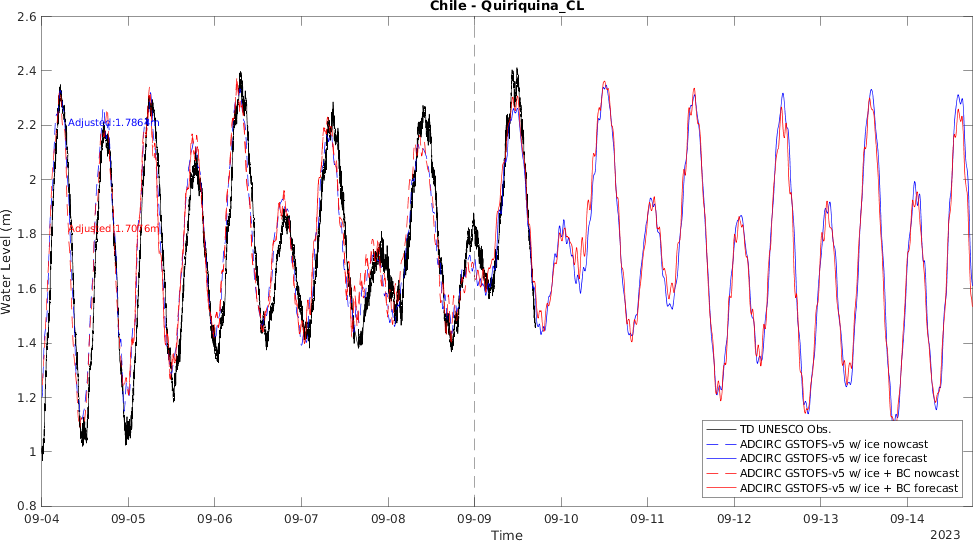 Chile - Quiriquina_CL
2.6
2.4
2.2
2
1.8
1.6
1.4
1.2
1
0.8
Water Level (m)
Adjusted:1.7864m
Adjusted:1.7016m
09-04 09-05 09-06 09-07 09-08 09-09 09-10 09-11 09-12 09-13 09-14
Time
2023
TD UNESCO Obs.
ADCIRC GSTOFS-v5 w/ ice nowcast
ADCIRC GSTOFS-v5 w/ ice forecast
ADCIRC GSTOFS-v5 w/ ice + BC nowcast
ADCIRC GSTOFS-v5 w/ ice + BC forecast